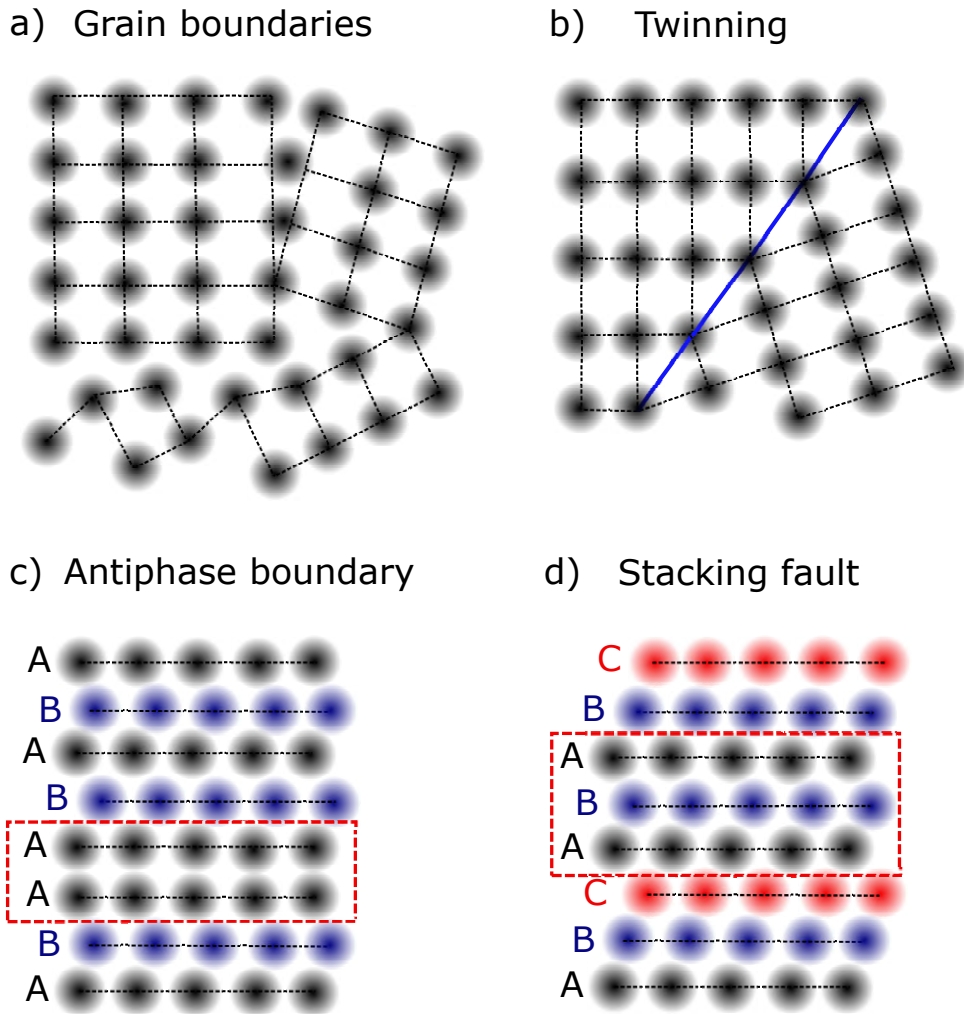 a) Grain boundaries
b) Twinning
c) Antiphase boundary
A
B
A
B
A
A
B
A
d) Stacking fault
C
B
A
B
A
C
B
A